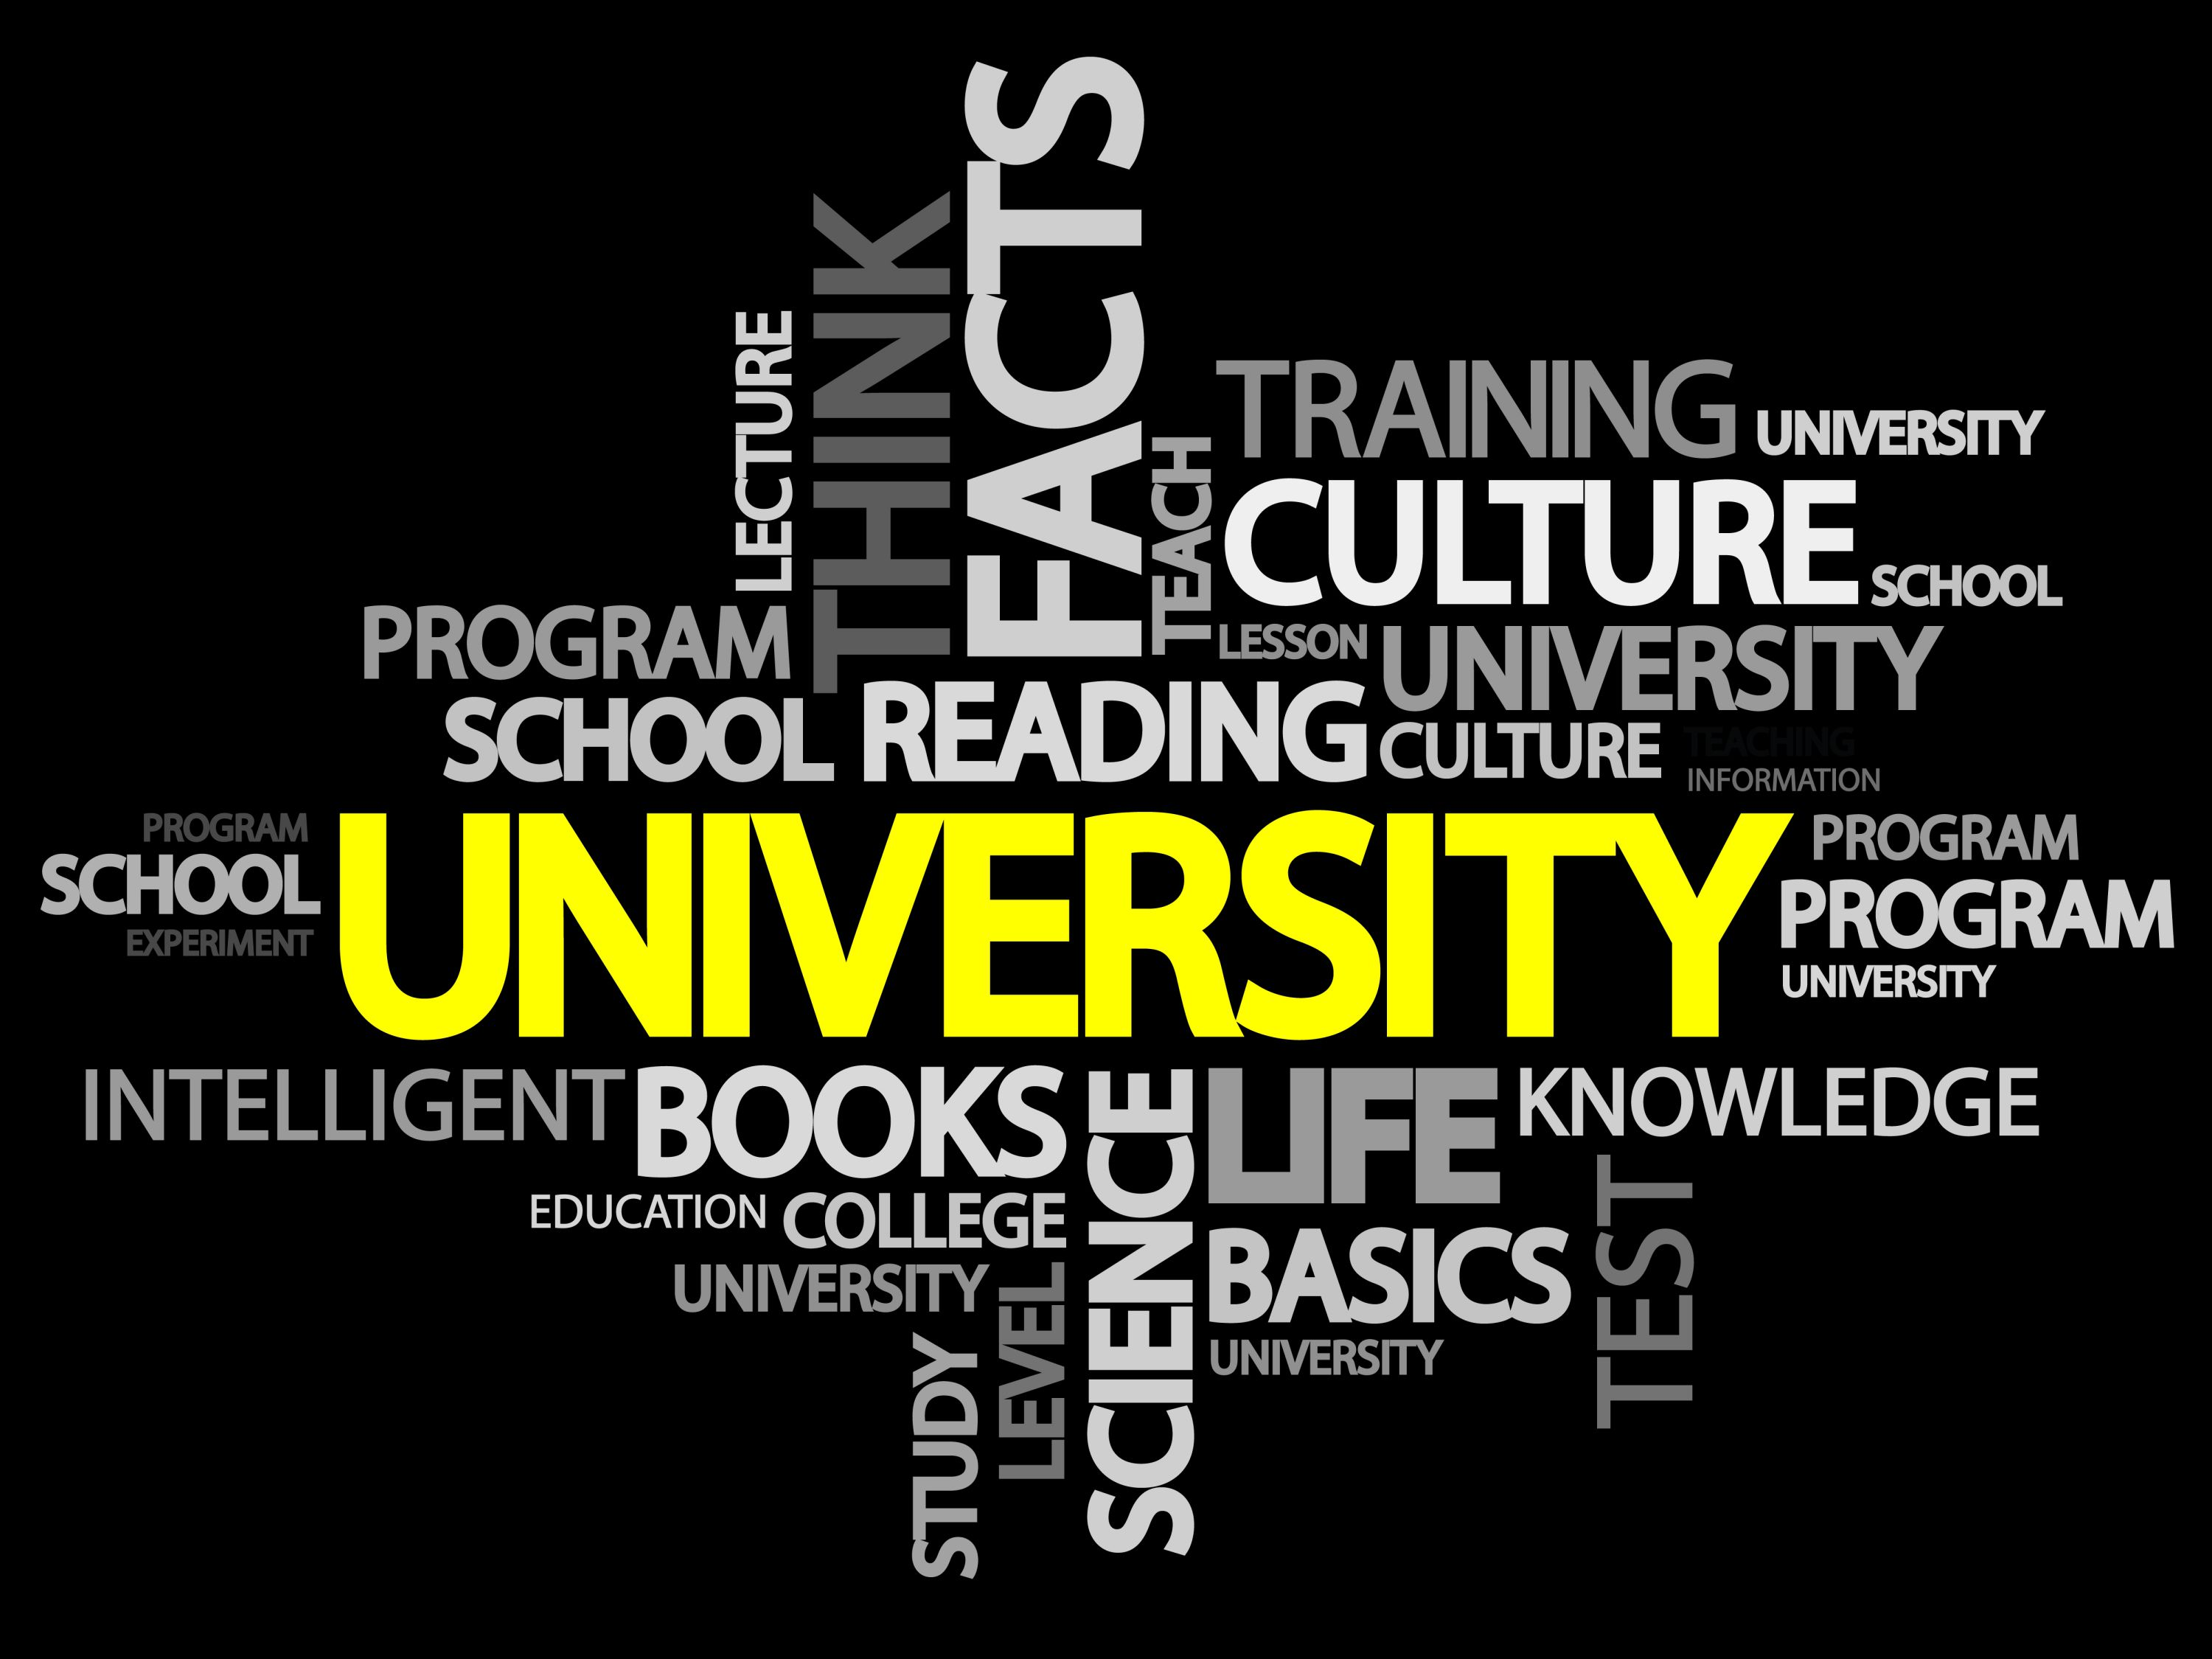 FACTS
THINK
LECTURE
TEACH
TRAINING
UNIVERSITY
CULTURE
SCHOOL
PROGRAM
LESSON
UNIVERSITY
SCHOOL
READING
CULTURE
TEACHING
INFORMATION
PROGRAM
SCHOOL
EXPERIMENT
UNIVERSITY
PROGRAM
PROGRAM
UNIVERSITY
INTELLIGENT
BOOKS
SCIENCE
LIFE
KNOWLEDGE
EDUCATION
COLLEGE
BASICS
TEST
UNIVERSITY
LEVEL
STUDY
UNIVERSITY